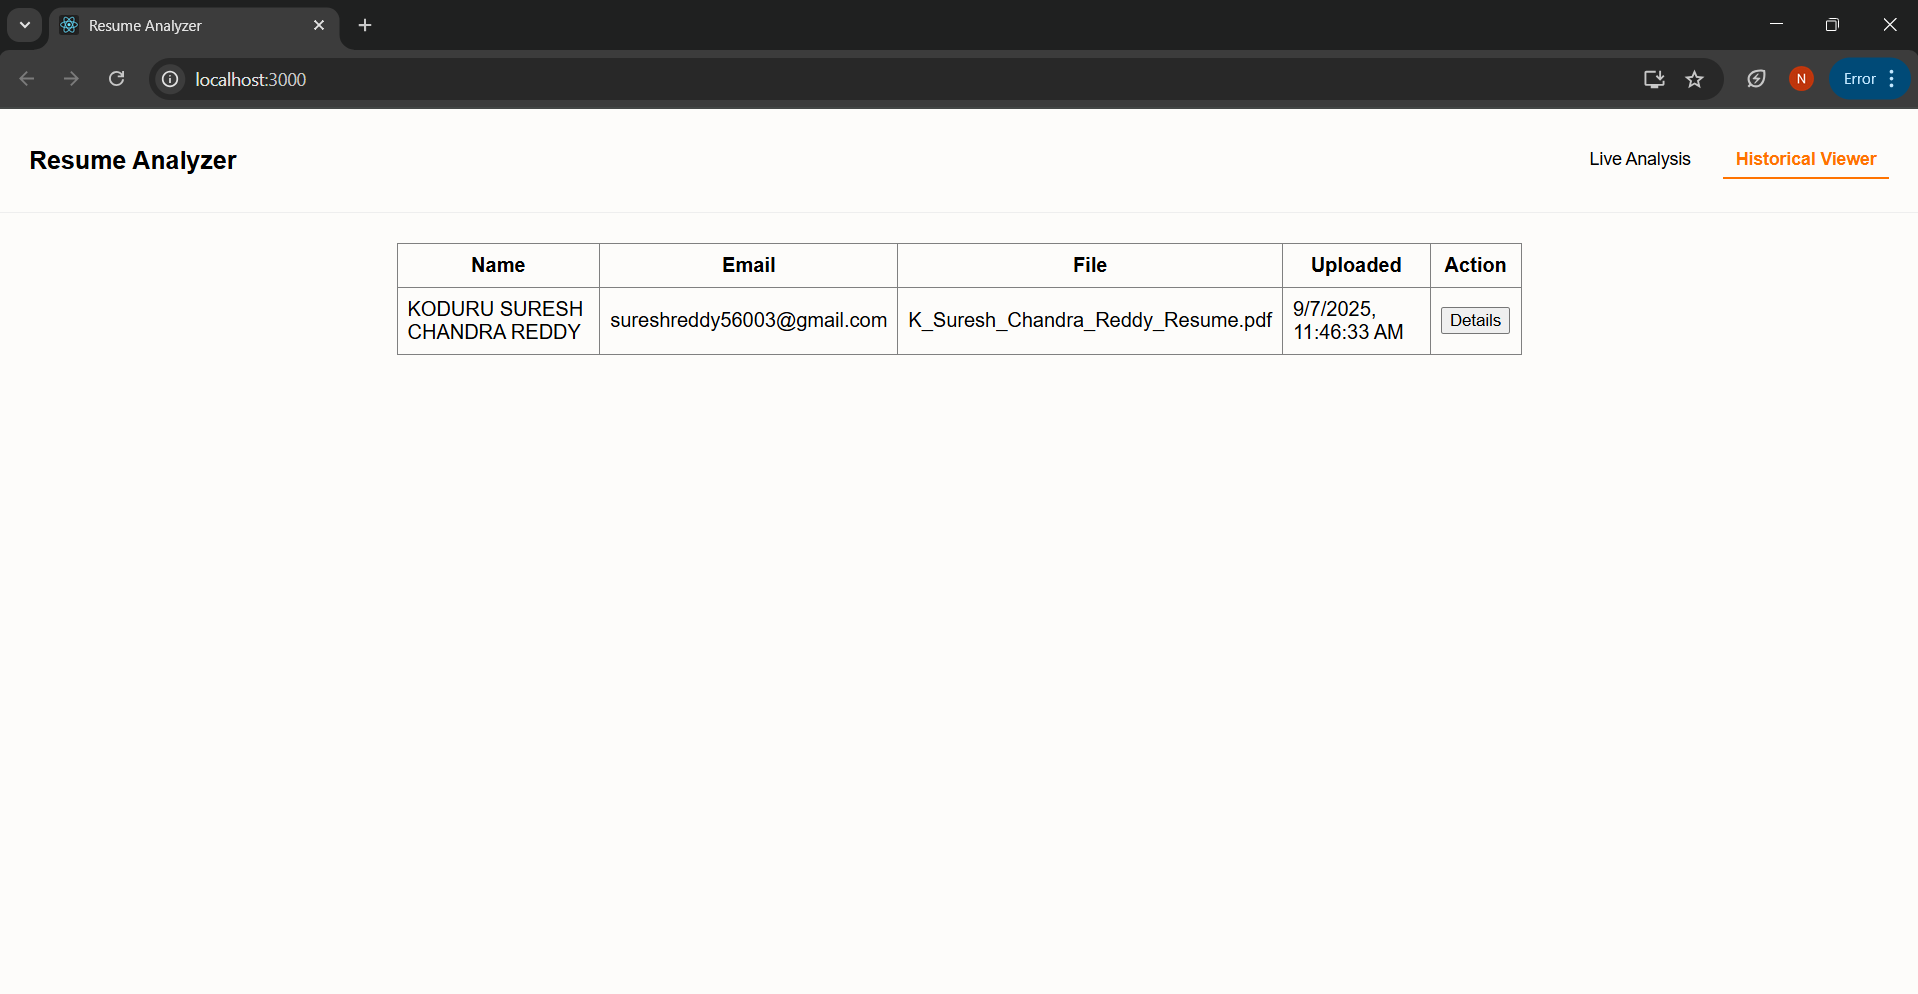 Resume Analyzer
localhost:3000
N
Error
Resume Analyzer
Live Analysis
Historical Viewer
Name Email File Uploaded Action
KODURU SURESH
CHANDRA REDDY
sureshreddy56003@gmail.com
K_Suresh_Chandra_Reddy_Resume.pdf
9/7/2025,
11:46:33 AM
Details